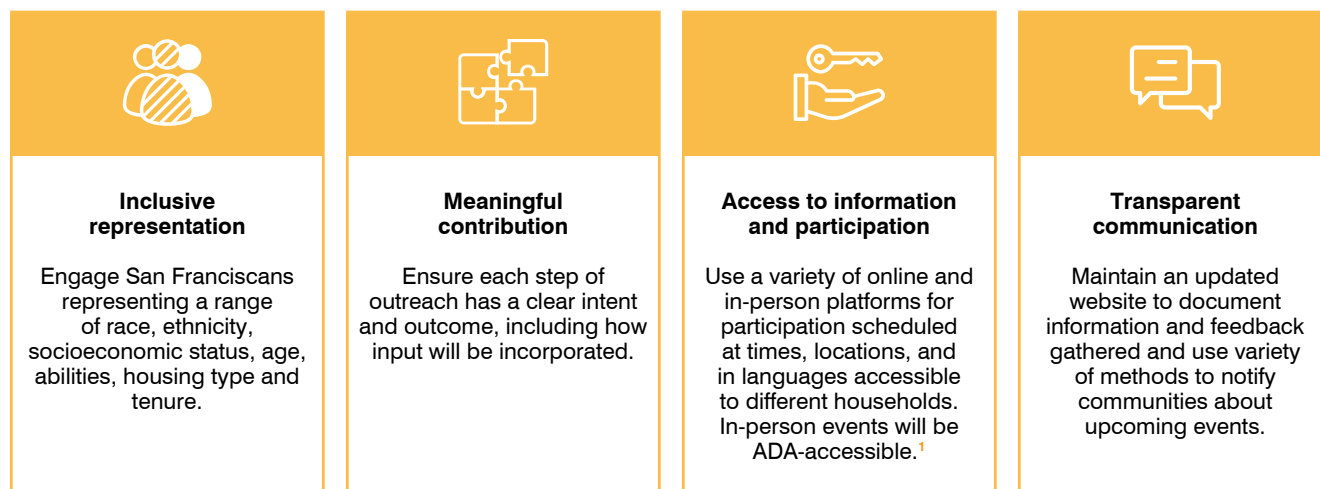 Inclusive
representation
Engage San Franciscans
representing a range
of race, ethnicity,
socioeconomic status, age,
abilities, housing type and
tenure.
Meaningful
contribution
Ensure each step of
outreach has a clear intent
and outcome, including how
input will be incorporated.
Access to information
and participation
Use a variety of online and
in-person platforms for
participation scheduled
at times, locations, and
in languages accessible
to different households.
In-person events will be
ADA-accessible.¹
Transparent
communication
Maintain an updated
website to document
information and feedback
gathered and use variety
of methods to notify
communities about
upcoming events.